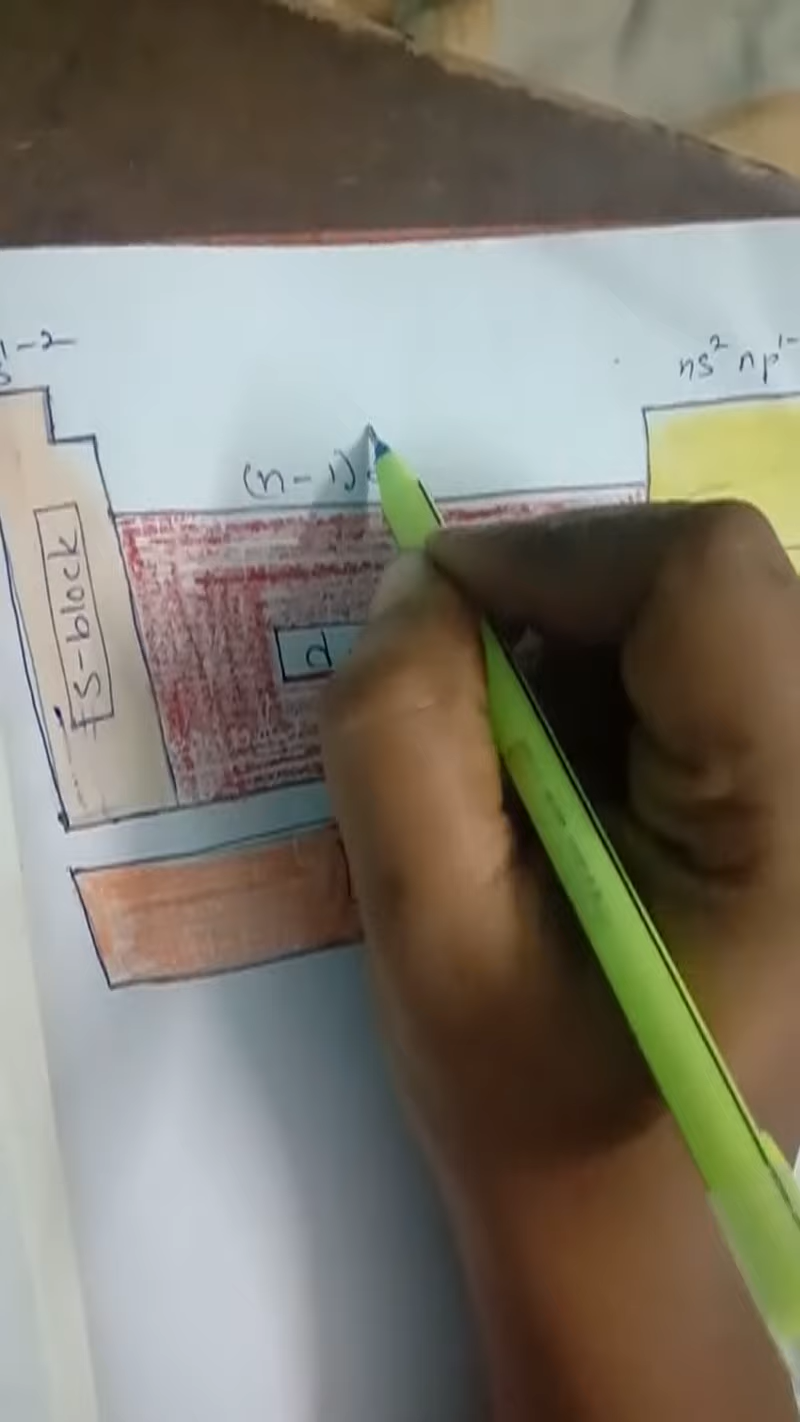 s¹⁻²
ns² np¹⁻
(n-1)
S-block
d